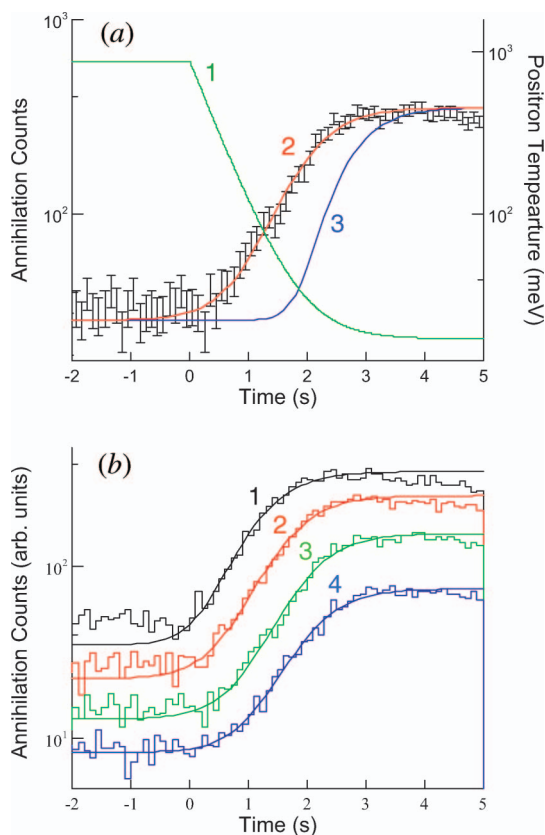 (a)
10³
10²
Annihilation Counts
1
2
3
10³
10²
Positron Tempearture (meV)
-2 -1 0 1 2 3 4 5
Time (s)
(b)
10²
10¹
Annihilation Counts (arb. units)
1
2
3
4
-2 -1 0 1 2 3 4 5
Time (s)